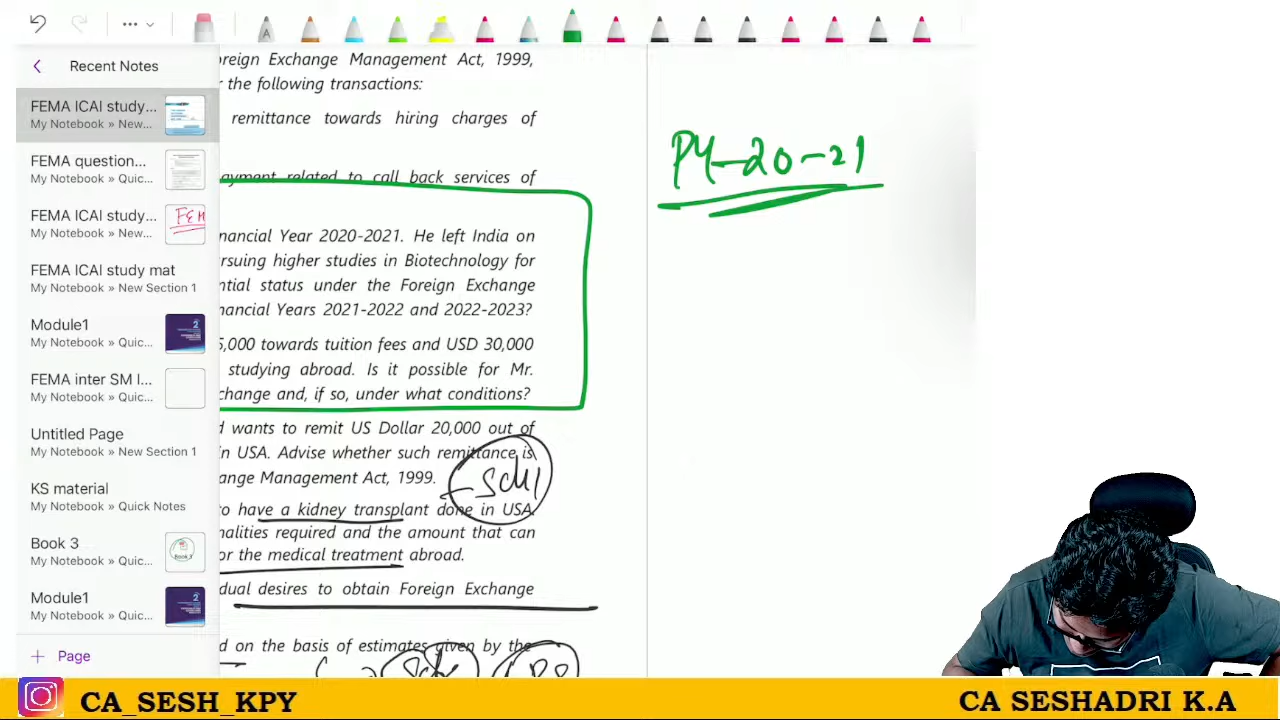 Recent Notes
FEMA ICAI study...
My Notebook » New...
FEMA question...
My Notebook » Quic...
FEMA ICAI study...
My Notebook » New...
FEM
FEMA ICAI study mat
My Notebook » New Section 1
Module1
My Notebook » Quic...
FEMA inter SM I...
My Notebook » Quic...
Untitled Page
My Notebook » New Section 1
KS material
My Notebook » Quick Notes
Book 3
My Notebook » Quic...
Book 3
Module1
My Notebook » Quic...
+ Page
A
reign Exchange Management Act, 1999,
the following transactions:
remittance towards hiring charges of
ayment related to call back services of
nancial Year 2020-2021. He left India on
rsuing higher studies in Biotechnology for
ntial status under the Foreign Exchange
nancial Years 2021-2022 and 2022-2023?
5,000 towards tuition fees and USD 30,000
studying abroad. Is it possible for Mr.
change and, if so, under what conditions?
d wants to remit US Dollar 20,000 out of
in USA. Advise whether such remittance is
ange Management Act, 1999.
o have a kidney transplant done in USA.
nalities required and the amount that can
or the medical treatment abroad.
dual desires to obtain Foreign Exchange
d on the basis of estimates given by the
PY-20-21
CA_SESH_KPY
CA SESHADRI K.A